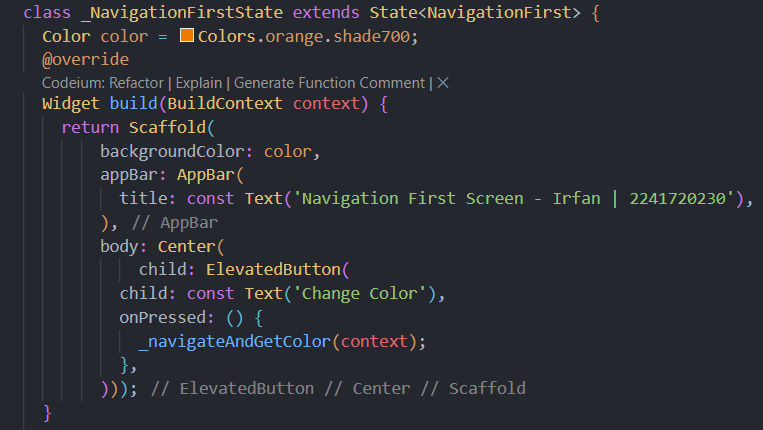 class _NavigationFirstState extends State<NavigationFirst> {
  Color color = Colors.orange.shade700;
  @override
  Codeium: Refactor | Explain | Generate Function Comment | ×
  Widget build(BuildContext context) {
    return Scaffold(
        backgroundColor: color,
        appBar: AppBar(
          title: const Text('Navigation First Screen - Irfan | 2241720230'),
        ), // AppBar
        body: Center(
            child: ElevatedButton(
          child: const Text('Change Color'),
          onPressed: () {
            _navigateAndGetColor(context);
          },
        ))); // ElevatedButton // Center // Scaffold
  }